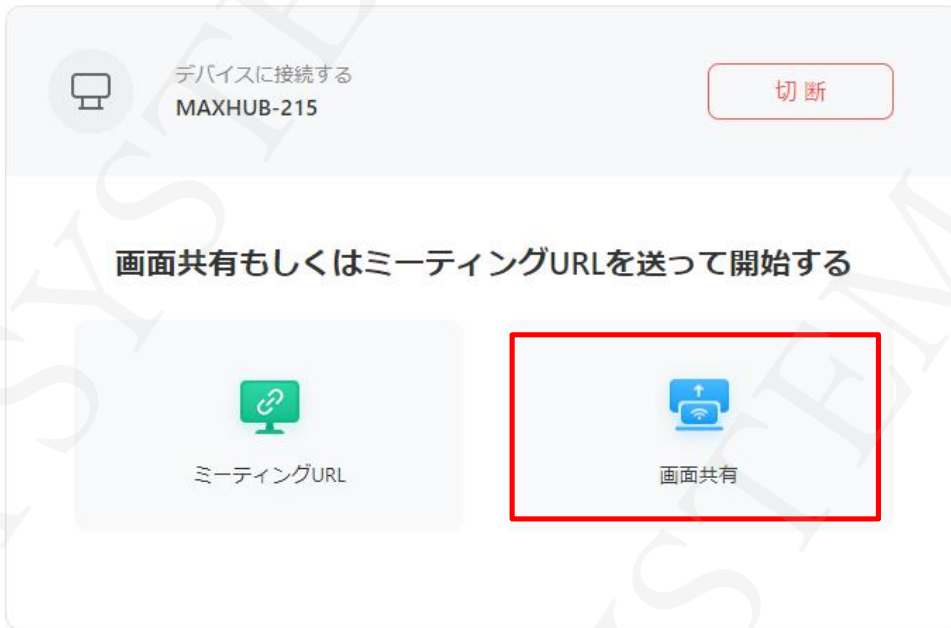 デバイスに接続する
MAXHUB-215
切断
画面共有もしくはミーティングURLを送って開始する
ミーティングURL
画面共有